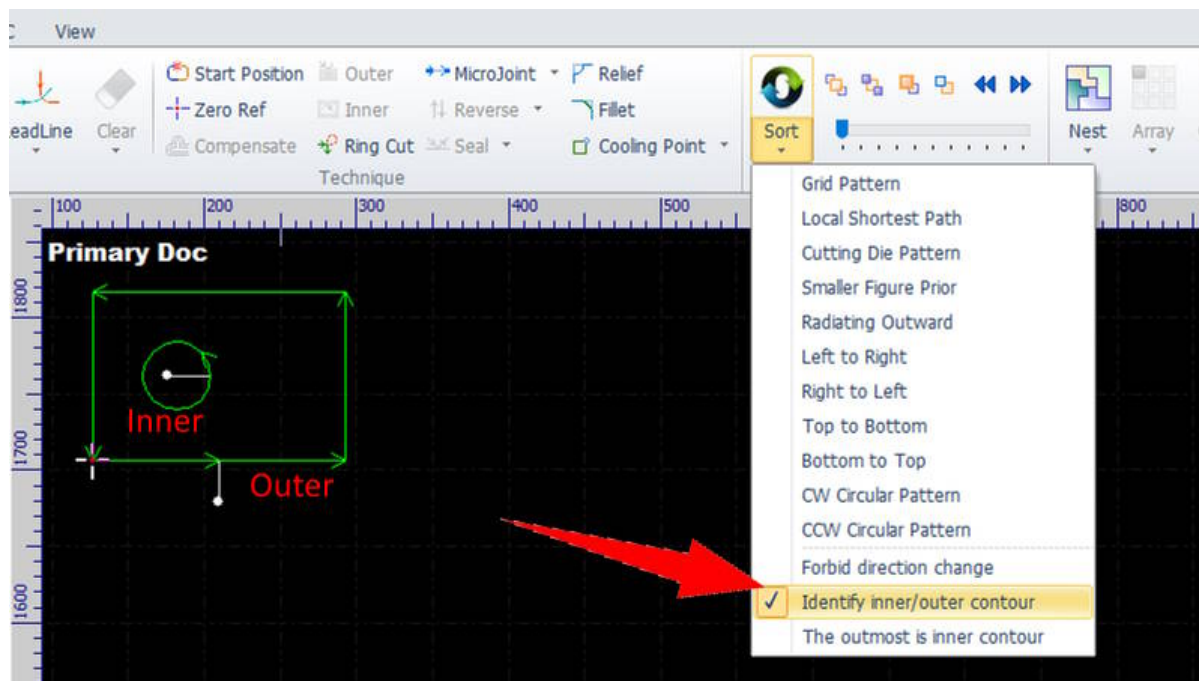 View
Start Position
Outer
MicroJoint
Relief
Zero Ref
Inner
Reverse
Fillet
eadLine
Clear
Compensate
Ring Cut
Seal
Cooling Point
Sort
Nest
Array
Technique
100
200
300
400
500
800
Primary Doc
1800
1700
1600
Inner
Outer
Grid Pattern
Local Shortest Path
Cutting Die Pattern
Smaller Figure Prior
Radiating Outward
Left to Right
Right to Left
Top to Bottom
Bottom to Top
CW Circular Pattern
CCW Circular Pattern
Forbid direction change
Identify inner/outer contour
The outmost is inner contour